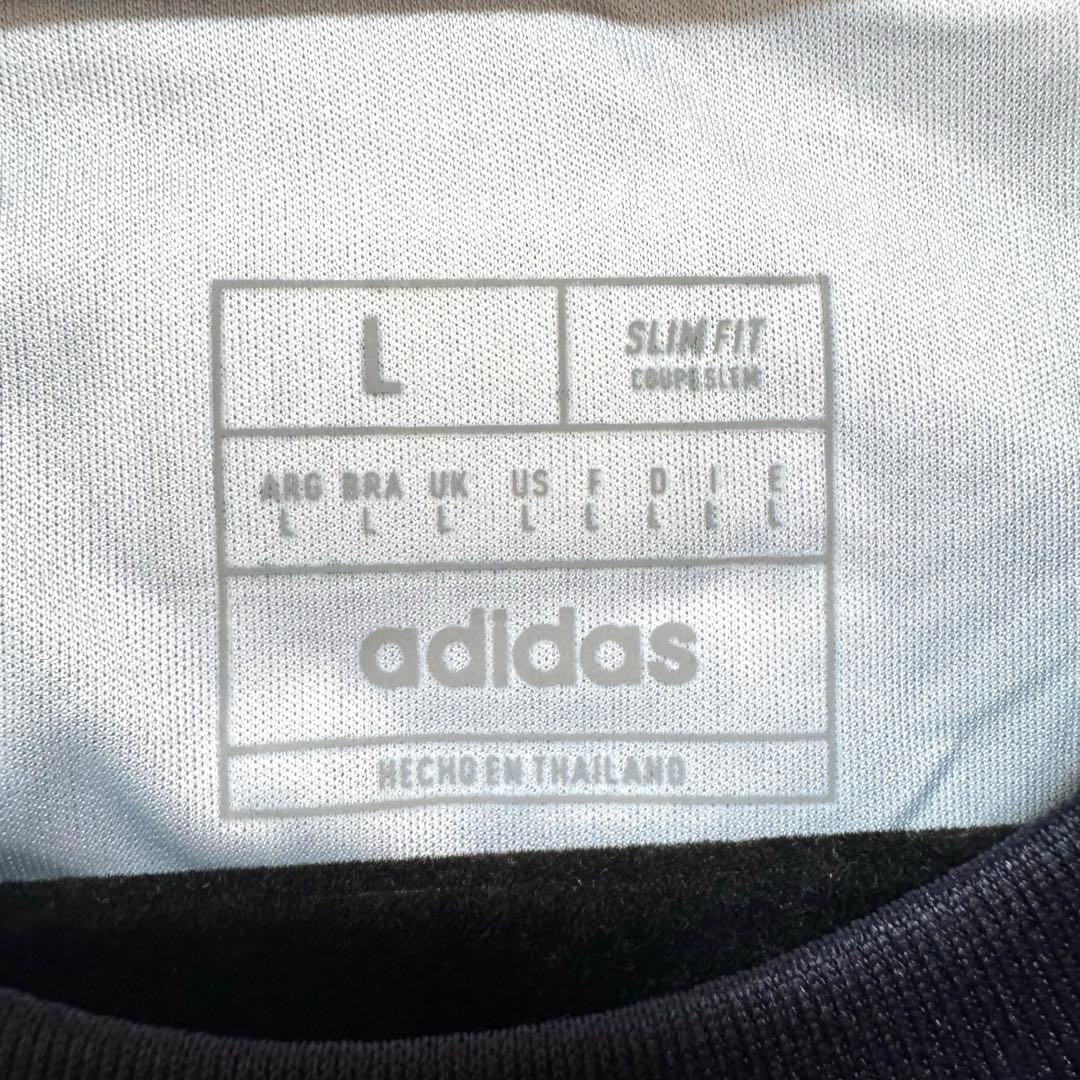 L
SLIM FIT
COUPE SLIM
ARG BRA UK US F D I E
L L L L L L L L
adidas
HECHO EN THAILAND